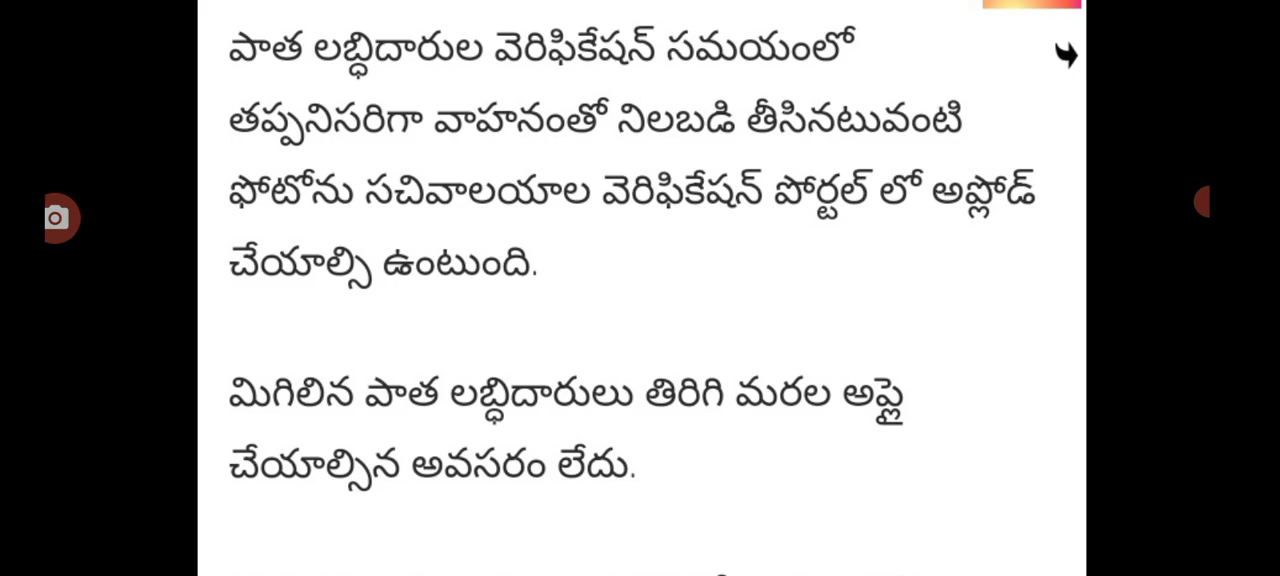 పాత లబ్ధిదారుల వెరిఫికేషన్ సమయంలో
తప్పనిసరిగా వాహనంతో నిలబడి తీసినటువంటి
ఫోటోను సచివాలయాల వెరిఫికేషన్ పోర్టల్ లో అప్లోడ్
చేయాల్సి ఉంటుంది.
మిగిలిన పాత లబ్ధిదారులు తిరిగి మరల అప్లై
చేయాల్సిన అవసరం లేదు.